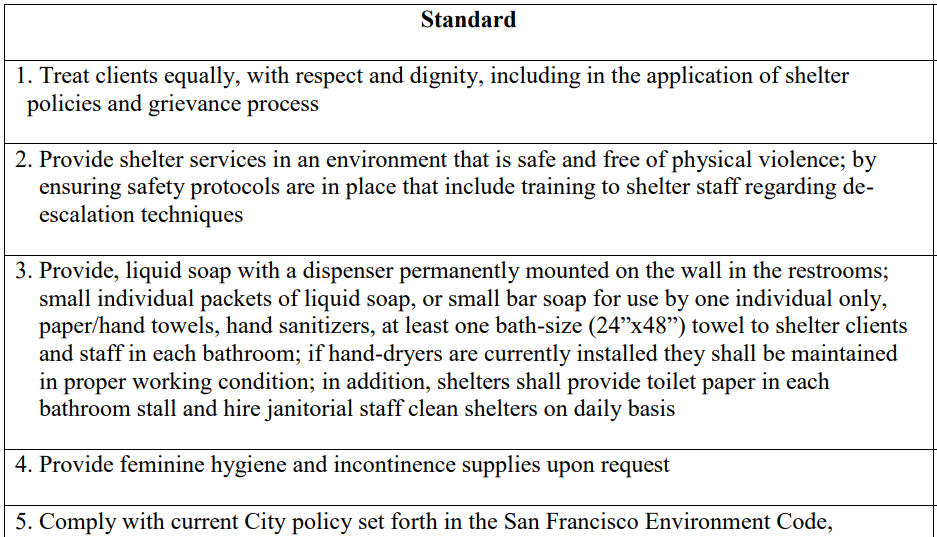 Standard
1. Treat clients equally, with respect and dignity, including in the application of shelter
policies and grievance process
2. Provide shelter services in an environment that is safe and free of physical violence; by
ensuring safety protocols are in place that include training to shelter staff regarding de-
escalation techniques
3. Provide, liquid soap with a dispenser permanently mounted on the wall in the restrooms;
small individual packets of liquid soap, or small bar soap for use by one individual only,
paper/hand towels, hand sanitizers, at least one bath-size (24”x48”) towel to shelter clients
and staff in each bathroom; if hand-dryers are currently installed they shall be maintained
in proper working condition; in addition, shelters shall provide toilet paper in each
bathroom stall and hire janitorial staff clean shelters on daily basis
4. Provide feminine hygiene and incontinence supplies upon request
5. Comply with current City policy set forth in the San Francisco Environment Code,